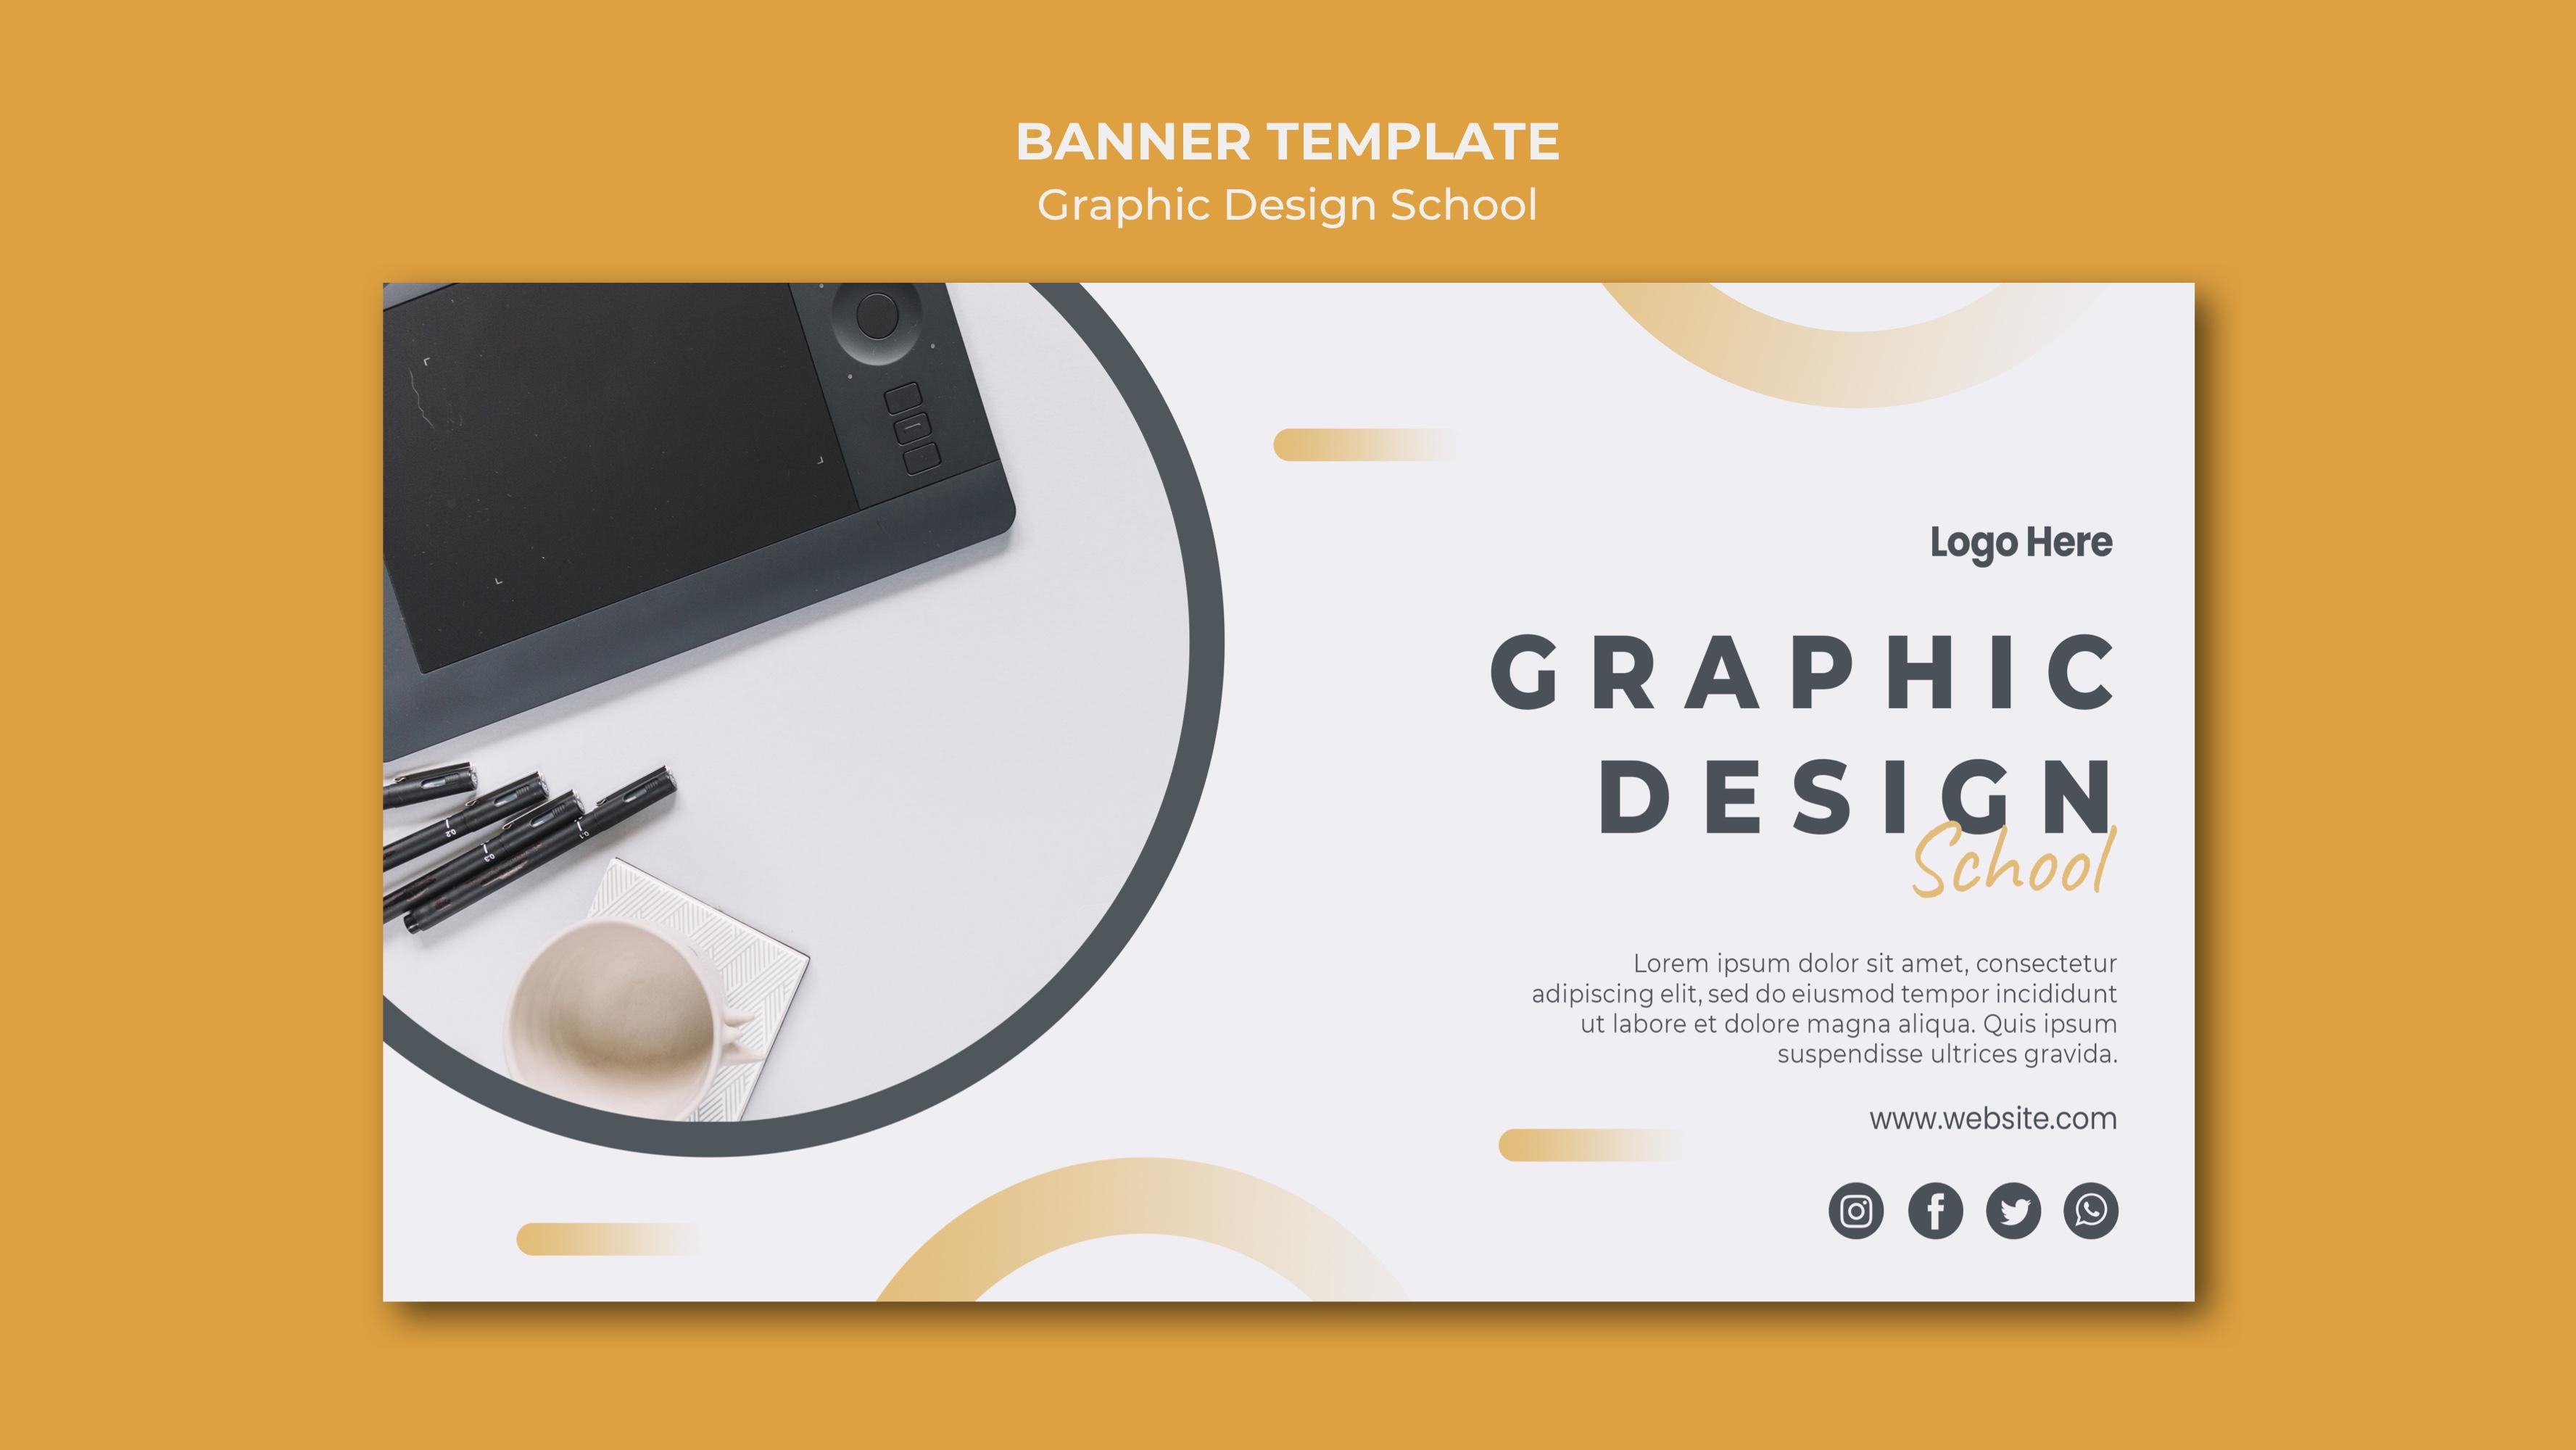 BANNER TEMPLATE
Graphic Design School
Logo Here
GRAPHIC
DESIGN
School
Lorem ipsum dolor sit amet, consectetur
adipiscing elit, sed do eiusmod tempor incididunt
ut labore et dolore magna aliqua. Quis ipsum
suspendisse ultrices gravida.
www.website.com